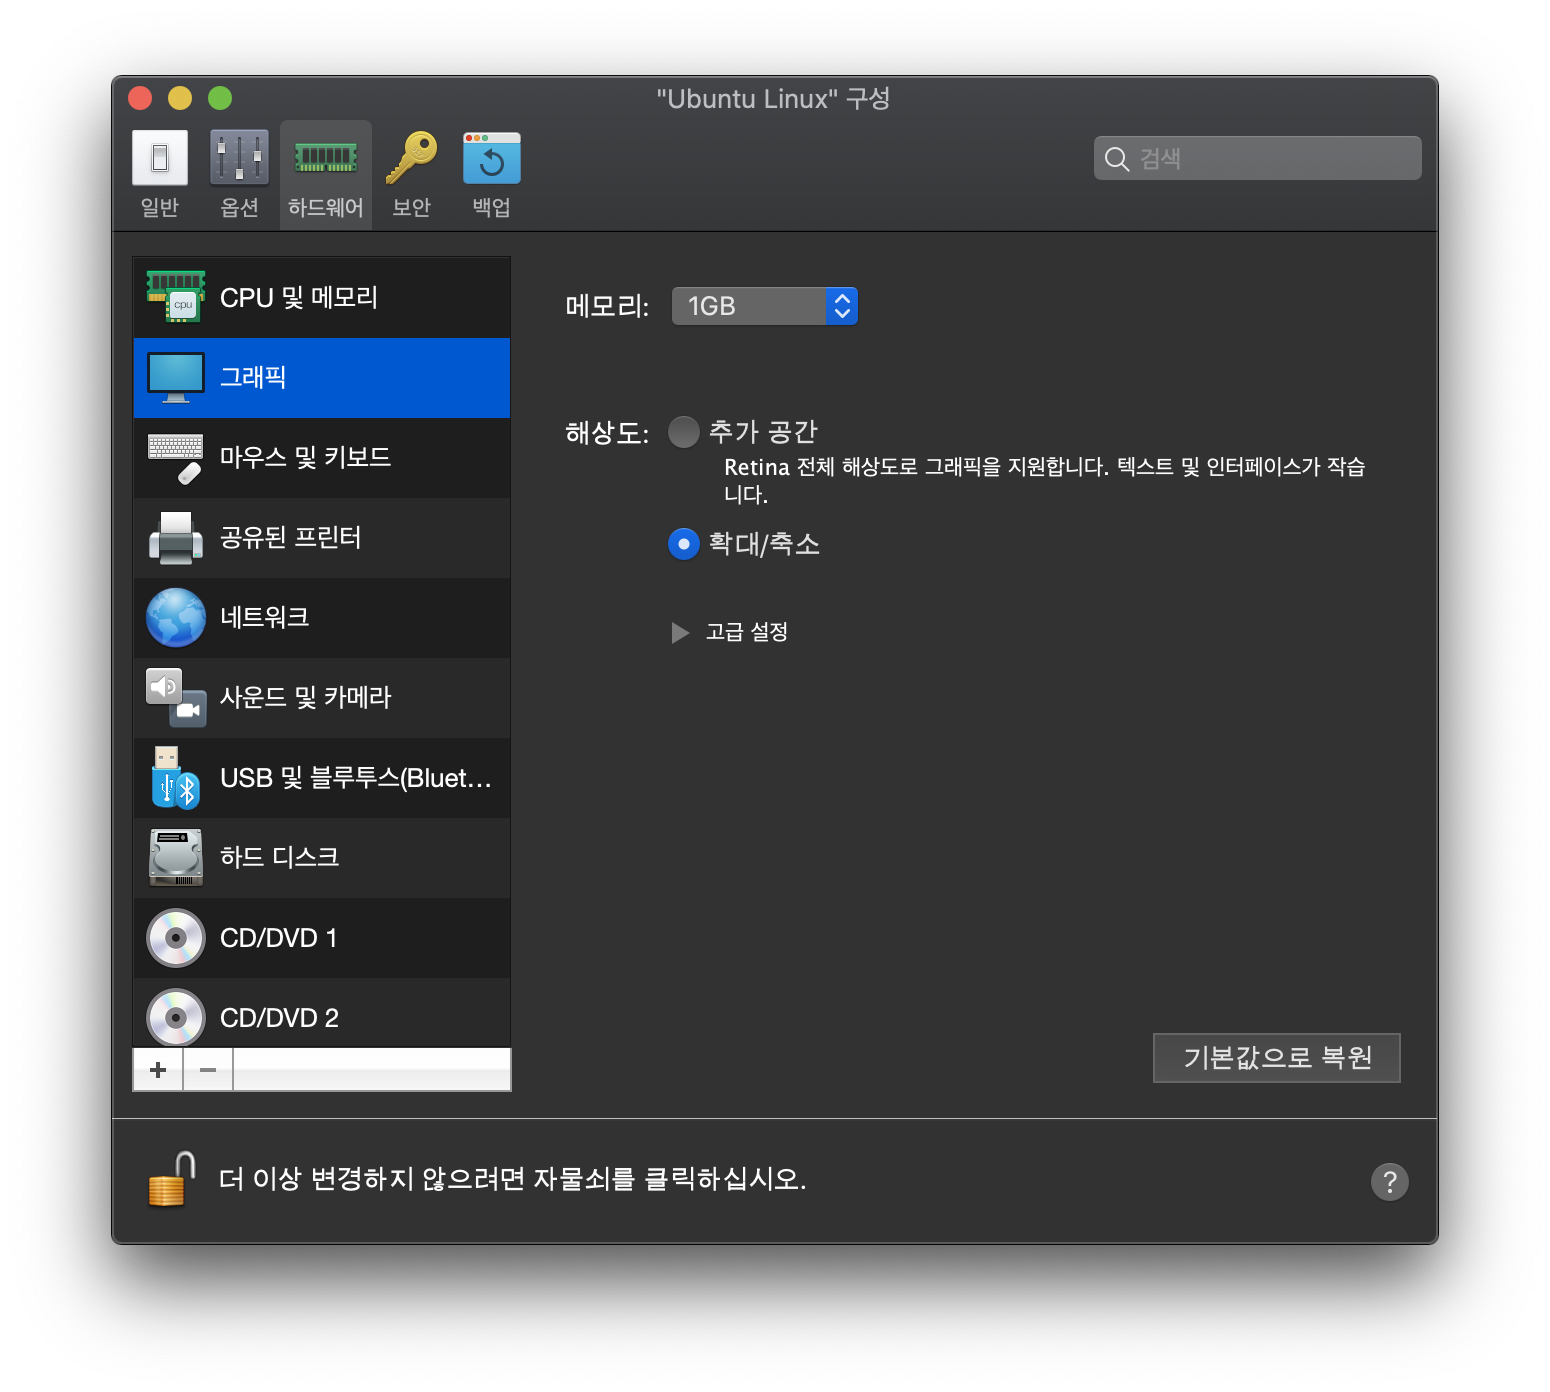 "Ubuntu Linux" 구성
일반
옵션
하드웨어
보안
백업
검색
CPU 및 메모리
cpu
그래픽
마우스 및 키보드
공유된 프린터
네트워크
사운드 및 카메라
USB 및 블루투스(Bluet...
하드 디스크
CD/DVD 1
CD/DVD 2
메모리: 1GB
해상도: 추가 공간
Retina 전체 해상도로 그래픽을 지원합니다. 텍스트 및 인터페이스가 작습
니다.
확대/축소
고급 설정
기본값으로 복원
더 이상 변경하지 않으려면 자물쇠를 클릭하십시오.
?